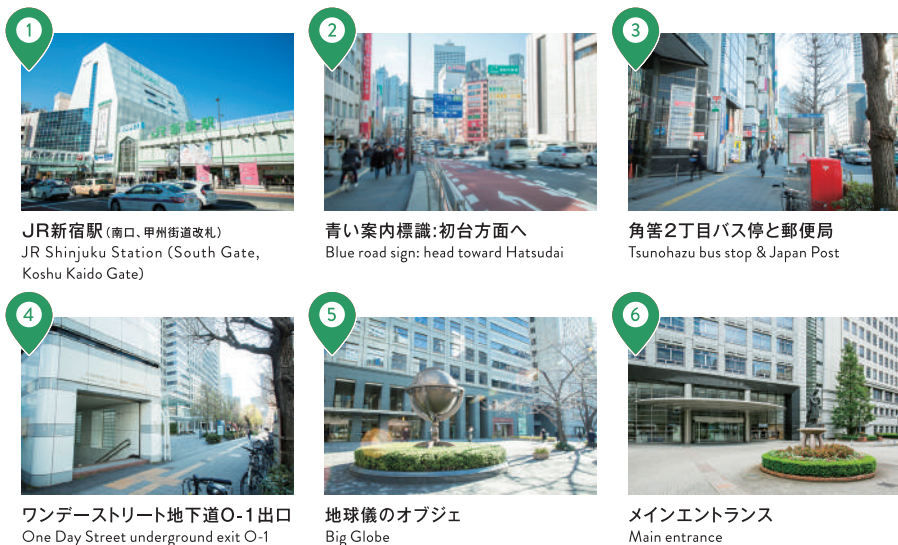 1
JR新宿駅(南口、甲州街道改札)
JR Shinjuku Station (South Gate,
Koshu Kaido Gate)
2
青い案内標識:初台方面へ
Blue road sign: head toward Hatsudai
3
角筈2丁目バス停と郵便局
Tsunohazu bus stop & Japan Post
4
ワンデーストリート地下道O-1出口
One Day Street underground exit O-1
5
地球儀のオブジェ
Big Globe
6
メインエントランス
Main entrance